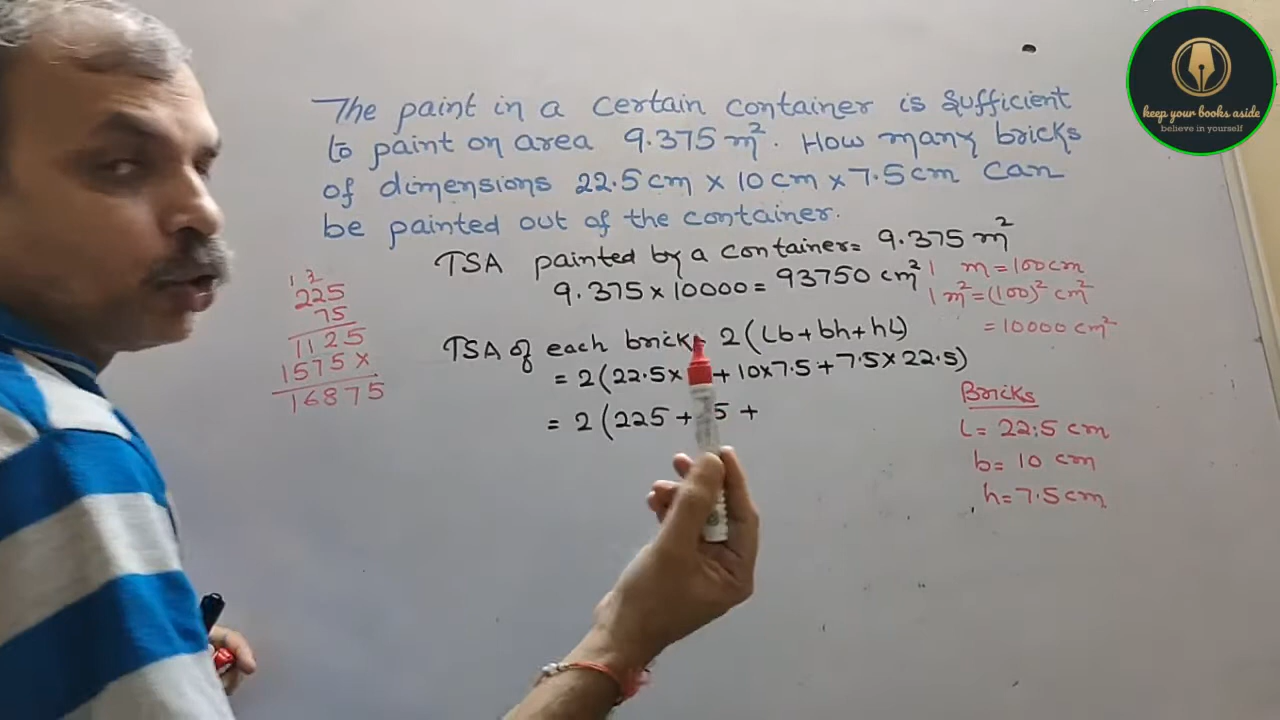 The paint in a certain container is sufficient
to paint on area 9.375 m². How many bricks
of dimensions 22.5 cm x 10 cm x 7.5 cm can
be painted out of the container.
TSA painted by a container = 9.375 m²
9.375 x 10000 = 93750 cm²
1 m = 100 cm
1 m² = (100)² cm²
= 10000 cm²
TSA of each brick = 2 (Lb + bh + hL)
= 2 (22.5 x + 10 x 7.5 + 7.5 x 22.5)
= 2 (225 + 5 +
1 2
225
75
1125
1575 x
16875
Bricks
L = 22.5 cm
b = 10 cm
h = 7.5 cm
keep your books aside
believe in yourself